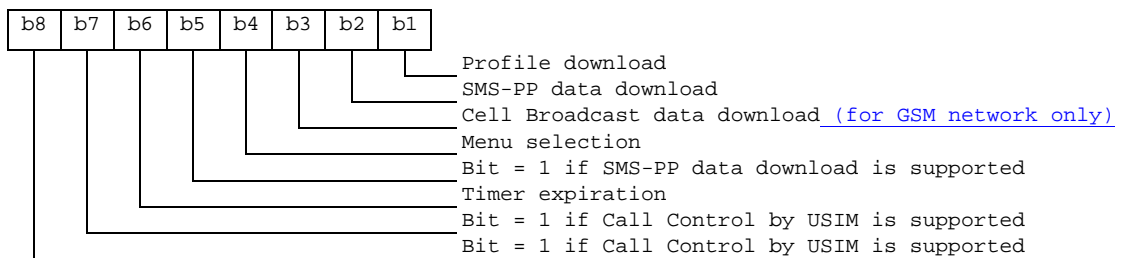 b8 b7 b6 b5 b4 b3 b2 b1
Profile download
SMS-PP data download
Cell Broadcast data download (for GSM network only)
Menu selection
Bit = 1 if SMS-PP data download is supported
Timer expiration
Bit = 1 if Call Control by USIM is supported
Bit = 1 if Call Control by USIM is supported